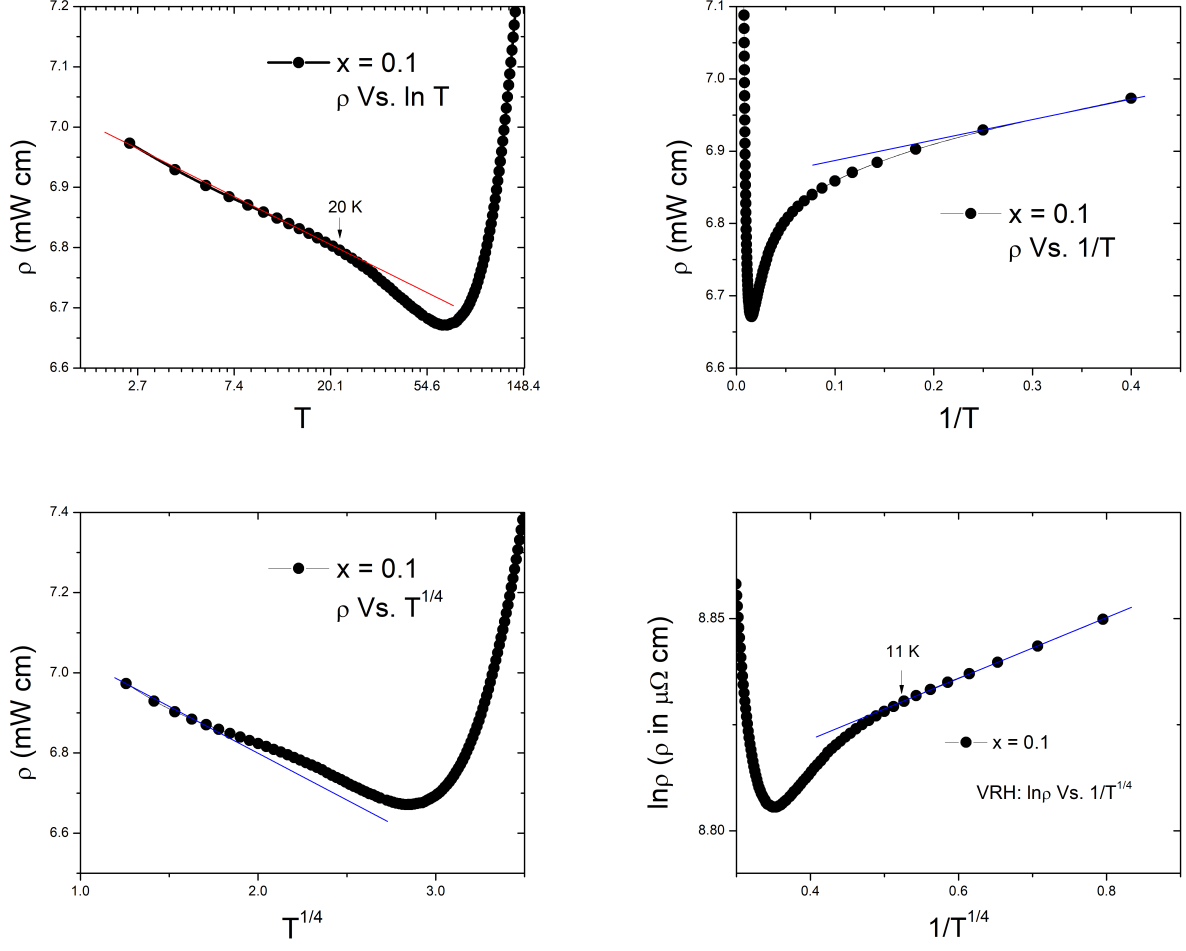 7.2
7.1
7.0
6.9
6.8
6.7
6.6
ρ (mW cm)
x = 0.1
ρ Vs. ln T
20 K
2.7 7.4 20.1 54.6 148.4
T
7.1
7.0
6.9
6.8
6.7
6.6
ρ (mW cm)
x = 0.1
ρ Vs. 1/T
0.0 0.1 0.2 0.3 0.4
1/T
7.4
7.2
7.0
6.8
6.6
ρ (mW cm)
x = 0.1
ρ Vs. T^1/4
1.0 2.0 3.0
T^1/4
8.85
8.80
lnρ (ρ in μΩ cm)
11 K
x = 0.1
VRH: lnρ Vs. 1/T^1/4
0.4 0.6 0.8
1/T^1/4